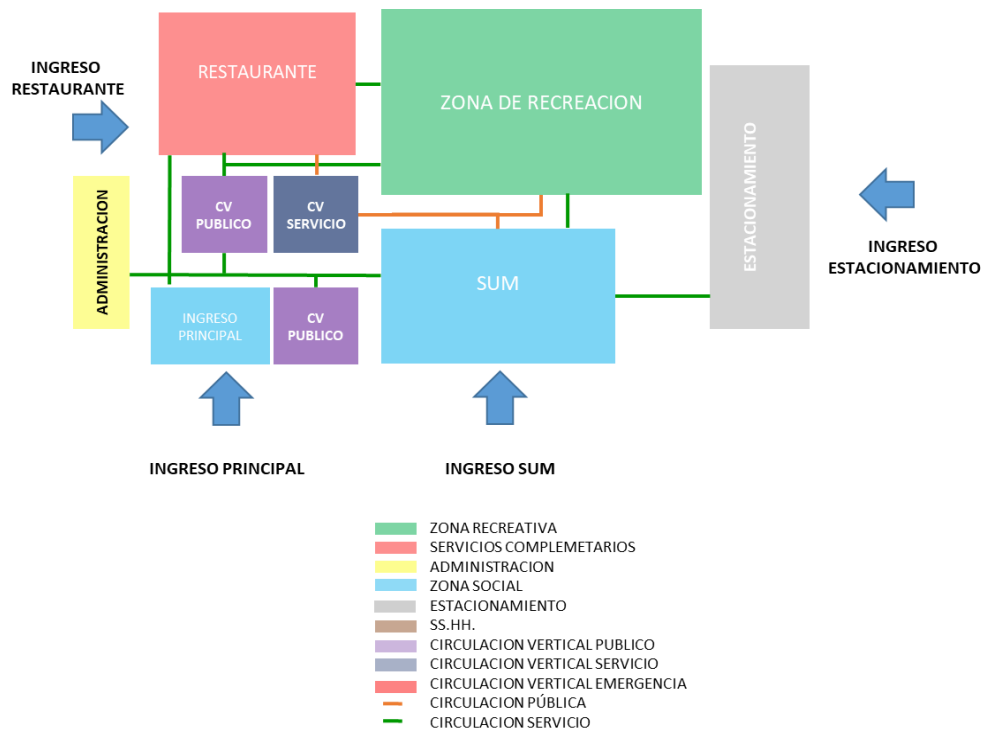 INGRESO
RESTAURANTE
RESTAURANTE
ZONA DE RECREACION
ESTACIONAMIENTO
ADMINISTRACION
CV
PUBLICO
CV
SERVICIO
INGRESO
ESTACIONAMIENTO
SUM
INGRESO
PRINCIPAL
CV
PUBLICO
INGRESO PRINCIPAL
INGRESO SUM
ZONA RECREATIVA
SERVICIOS COMPLEMETARIOS
ADMINISTRACION
ZONA SOCIAL
ESTACIONAMIENTO
SS.HH.
CIRCULACION VERTICAL PUBLICO
CIRCULACION VERTICAL SERVICIO
CIRCULACION VERTICAL EMERGENCIA
CIRCULACION PÚBLICA
CIRCULACION SERVICIO